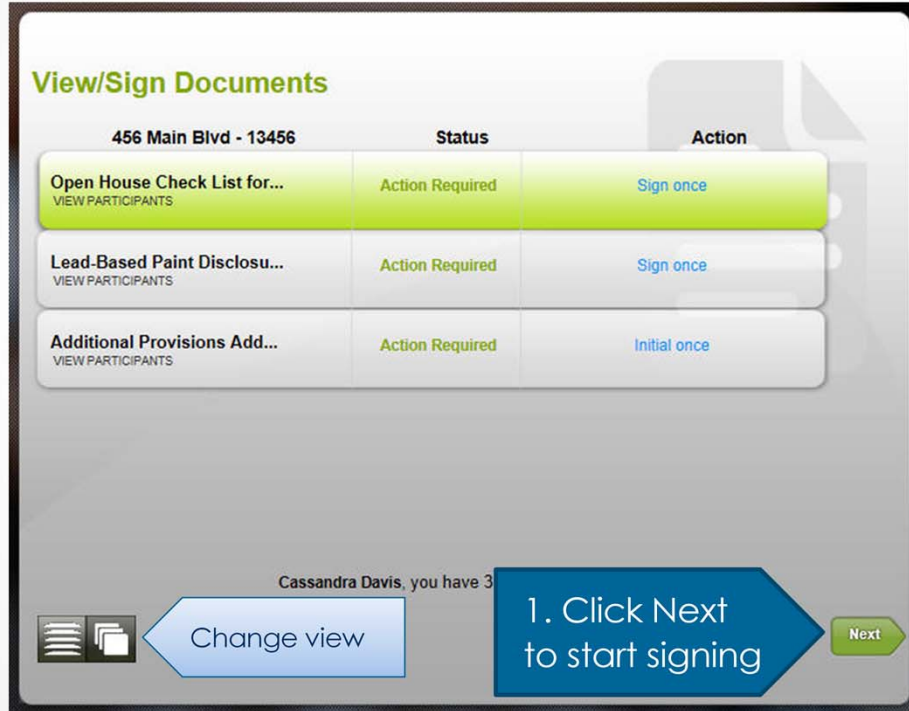 View/Sign Documents
456 Main Blvd - 13456 Status Action
Open House Check List for... Action Required Sign once
VIEW PARTICIPANTS
Lead-Based Paint Disclosu... Action Required Sign once
VIEW PARTICIPANTS
Additional Provisions Add... Action Required Initial once
VIEW PARTICIPANTS
Cassandra Davis, you have 3
Change view
1. Click Next
to start signing
Next